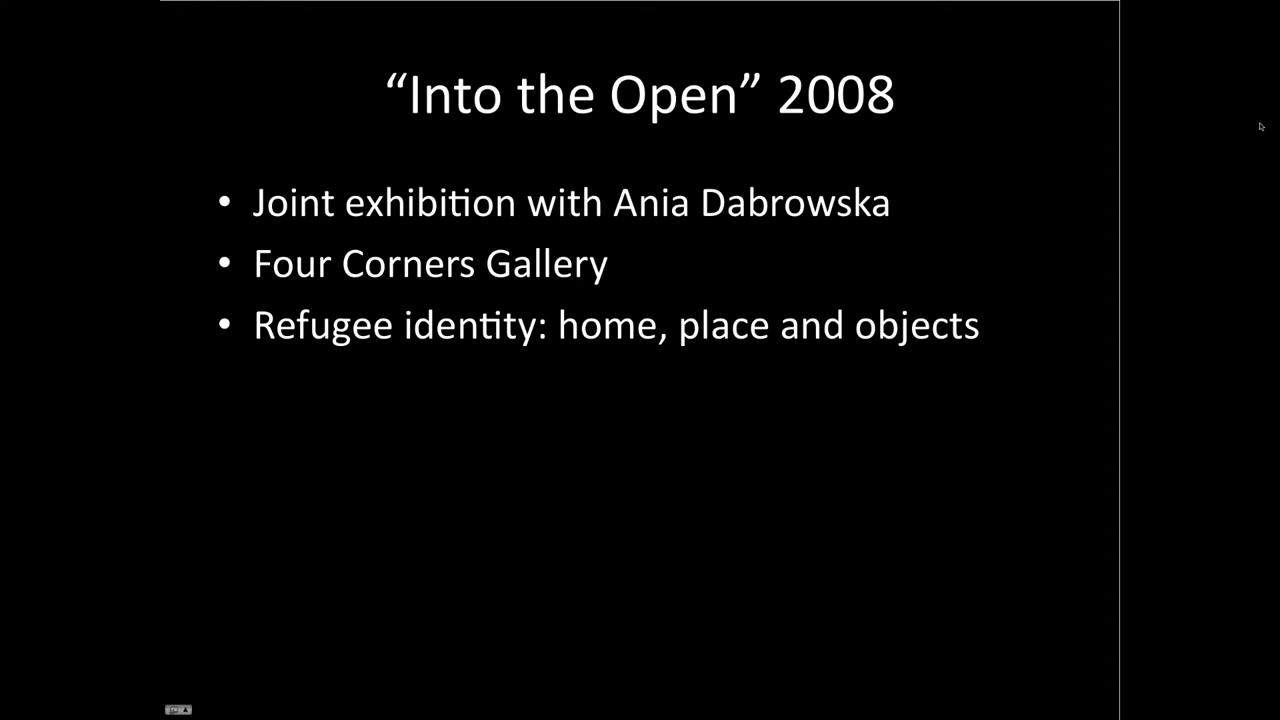 “Into the Open” 2008
• Joint exhibition with Ania Dabrowska
• Four Corners Gallery
• Refugee identity: home, place and objects